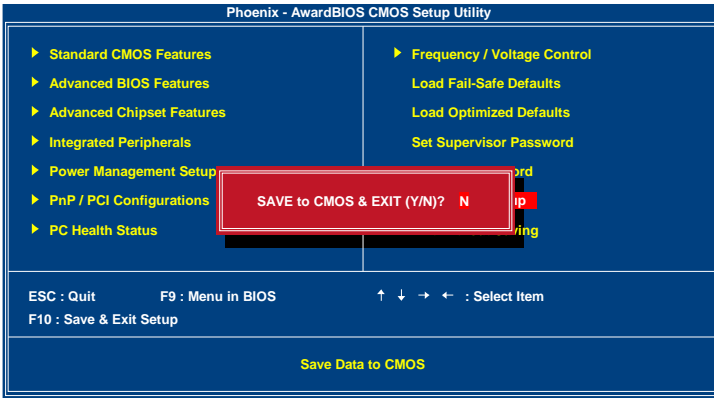 Phoenix - AwardBIOS CMOS Setup Utility
Standard CMOS Features
Advanced BIOS Features
Advanced Chipset Features
Integrated Peripherals
Power Management Setup
PnP / PCI Configurations
PC Health Status
Frequency / Voltage Control
Load Fail-Safe Defaults
Load Optimized Defaults
Set Supervisor Password
SAVE to CMOS & EXIT (Y/N)? N
ESC : Quit F9 : Menu in BIOS ↑ ↓ → ← : Select Item
F10 : Save & Exit Setup
Save Data to CMOS